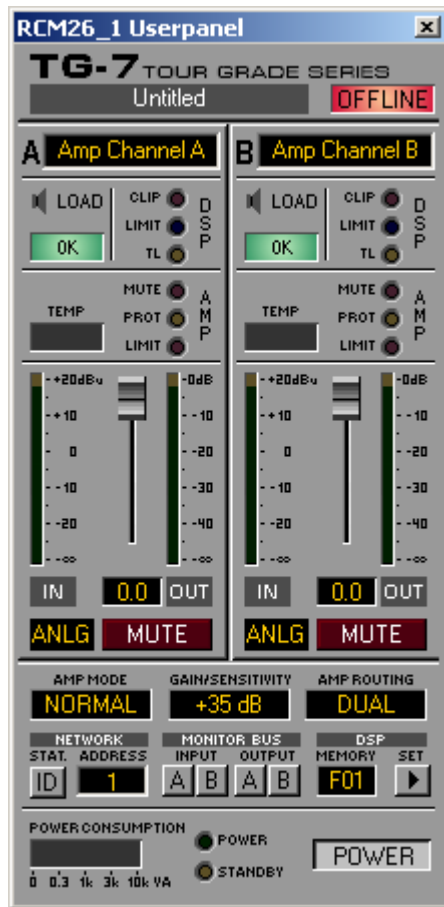 RCM26_1 Userpanel
TG-7 TOUR GRADE SERIES
Untitled OFFLINE
A Amp Channel A B Amp Channel B
LOAD CLIP LIMIT TL DSP LOAD CLIP LIMIT TL DSP
OK OK
TEMP MUTE PROT LIMIT AMP TEMP MUTE PROT LIMIT AMP
+20dBu -0dB +20dBu -0dB
+10 -10 +10 -10
0 -20 0 -20
-10 -30 -10 -30
-20 -40 -20 -40
-∞ -∞ -∞ -∞
IN 0.0 OUT IN 0.0 OUT
ANLG MUTE ANLG MUTE
AMP MODE GAIN/SENSITIVITY AMP ROUTING
NORMAL +35 dB DUAL
NETWORK MONITOR BUS DSP
STAT. ADDRESS INPUT OUTPUT MEMORY SET
ID 1 A B A B F01
POWER CONSUMPTION
POWER
STANDBY
POWER
0 0.3 1k 3k 10k VA